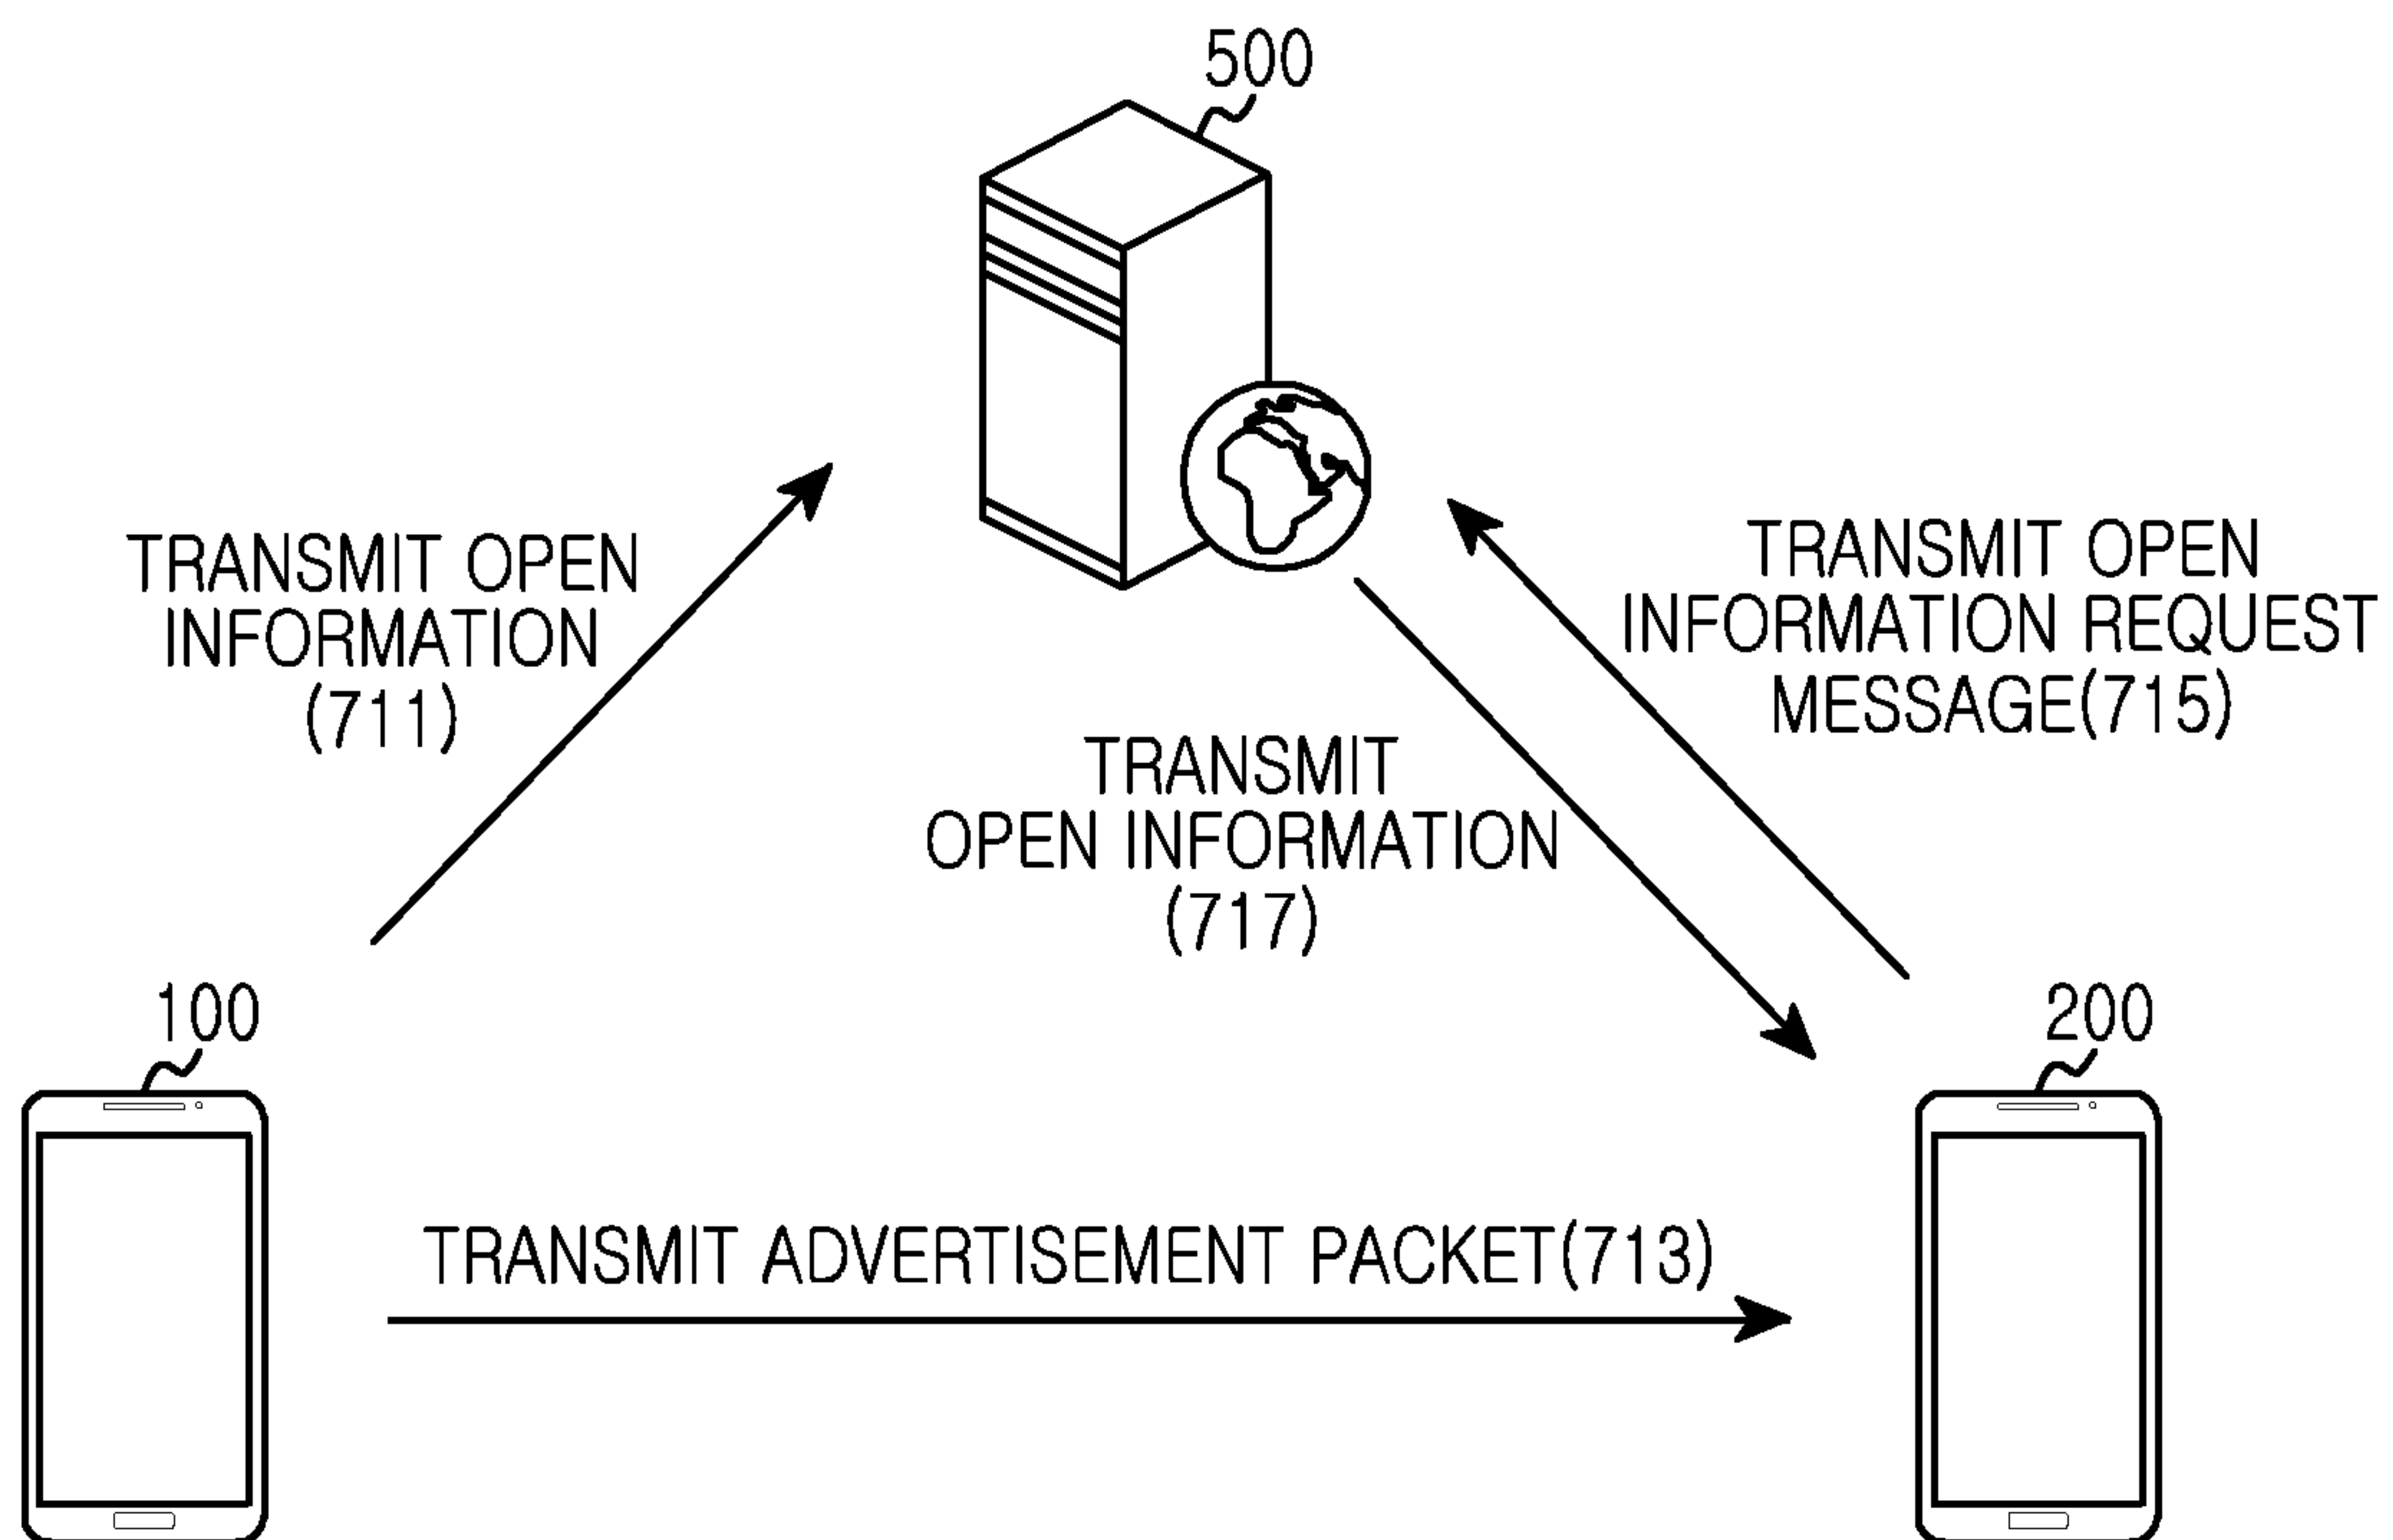 500
TRANSMIT OPEN
INFORMATION
(711)
TRANSMIT OPEN
INFORMATION REQUEST
MESSAGE(715)
TRANSMIT
OPEN INFORMATION
(717)
100
200
TRANSMIT ADVERTISEMENT PACKET(713)